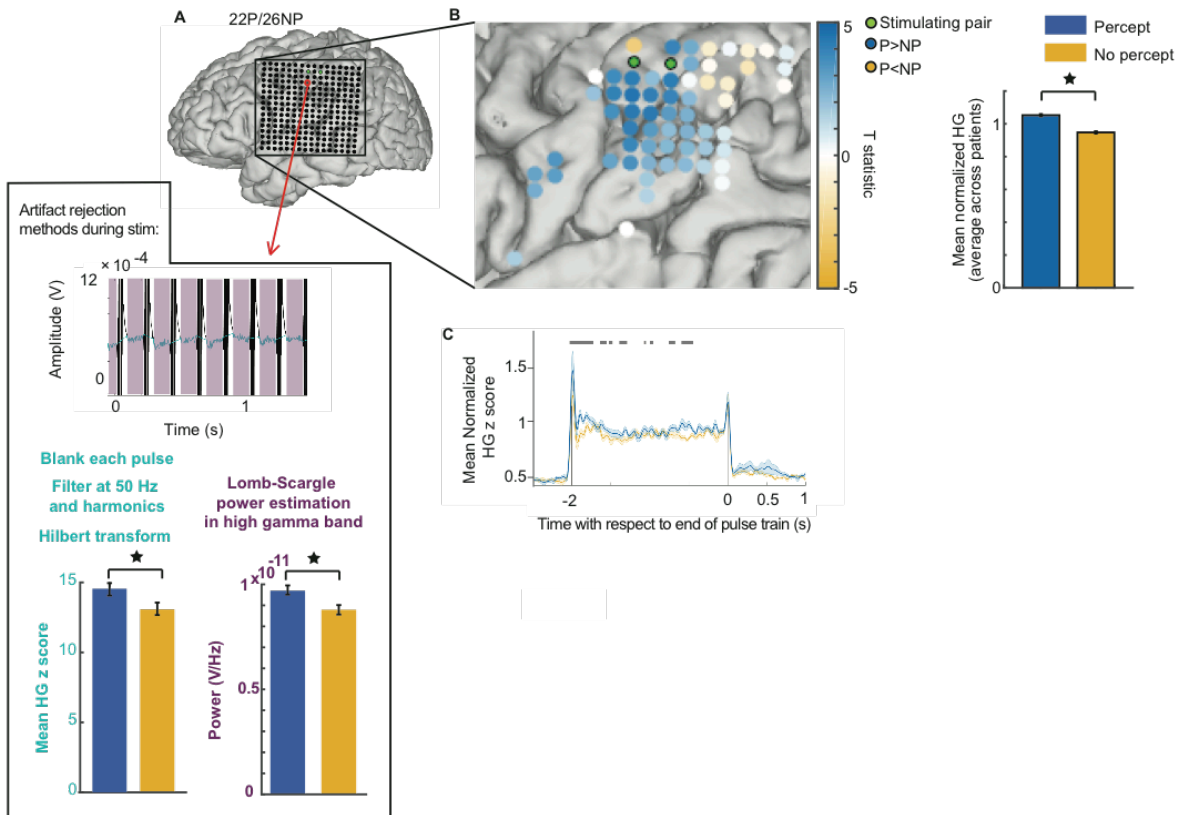 A
22P/26NP
B
5
0
-5
T statistic
Stimulating pair
P>NP
P<NP
Percept
No percept
★
1
0
Mean normalized HG
(average across patients)
Artifact rejection
methods during stim:
× 10⁻⁴
12
0
Amplitude (V)
0
1
Time (s)
Blank each pulse
Filter at 50 Hz
and harmonics
Hilbert transform
★
15
10
5
0
Mean HG z score
Lomb-Scargle
power estimation
in high gamma band
x10⁻¹¹
★
1
0.5
0
Power (V/Hz)
C
1.5
1
0.5
Mean Normalized
HG z score
-2
0
0.5
1
Time with respect to end of pulse train (s)